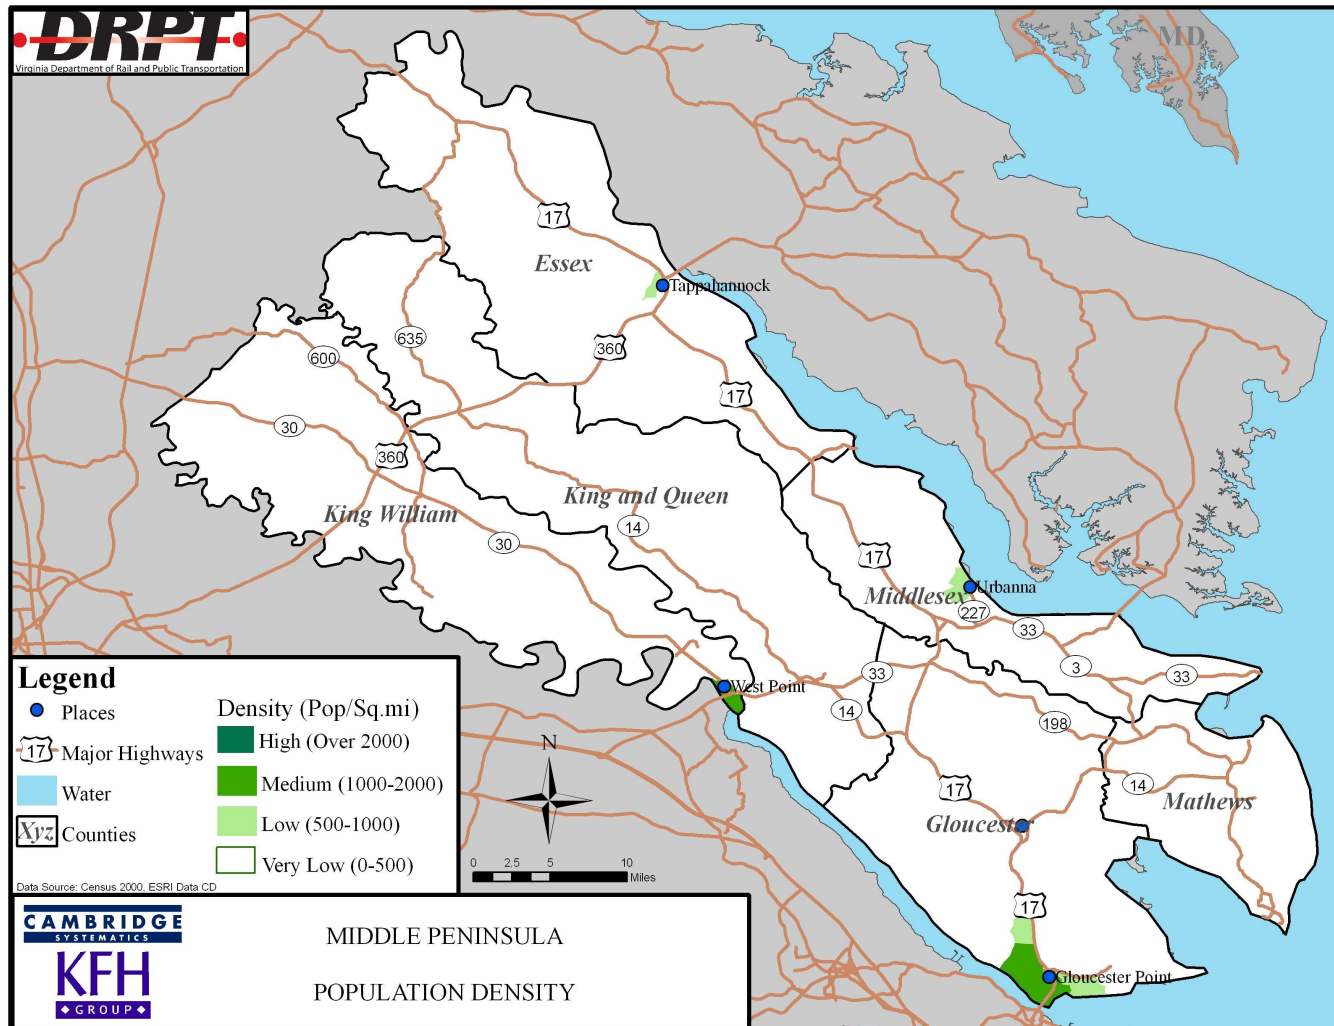 DRPT
Virginia Department of Rail and Public Transportation
MD
17
Essex
Tappahannock
635
600
360
30
17
360
King and Queen
King William
14
30
17
Middlesex
Urbanna
227
33
3
33
33
West Point
14
198
14
Mathews
17
Gloucester
17
Gloucester Point
N
0 2.5 5 10
Miles
Legend
Places
17 Major Highways
Water
Xyz Counties
Density (Pop/Sq.mi)
High (Over 2000)
Medium (1000-2000)
Low (500-1000)
Very Low (0-500)
Data Source: Census 2000, ESRI Data CD
CAMBRIDGE
SYSTEMATICS
KFH
GROUP
MIDDLE PENINSULA
POPULATION DENSITY